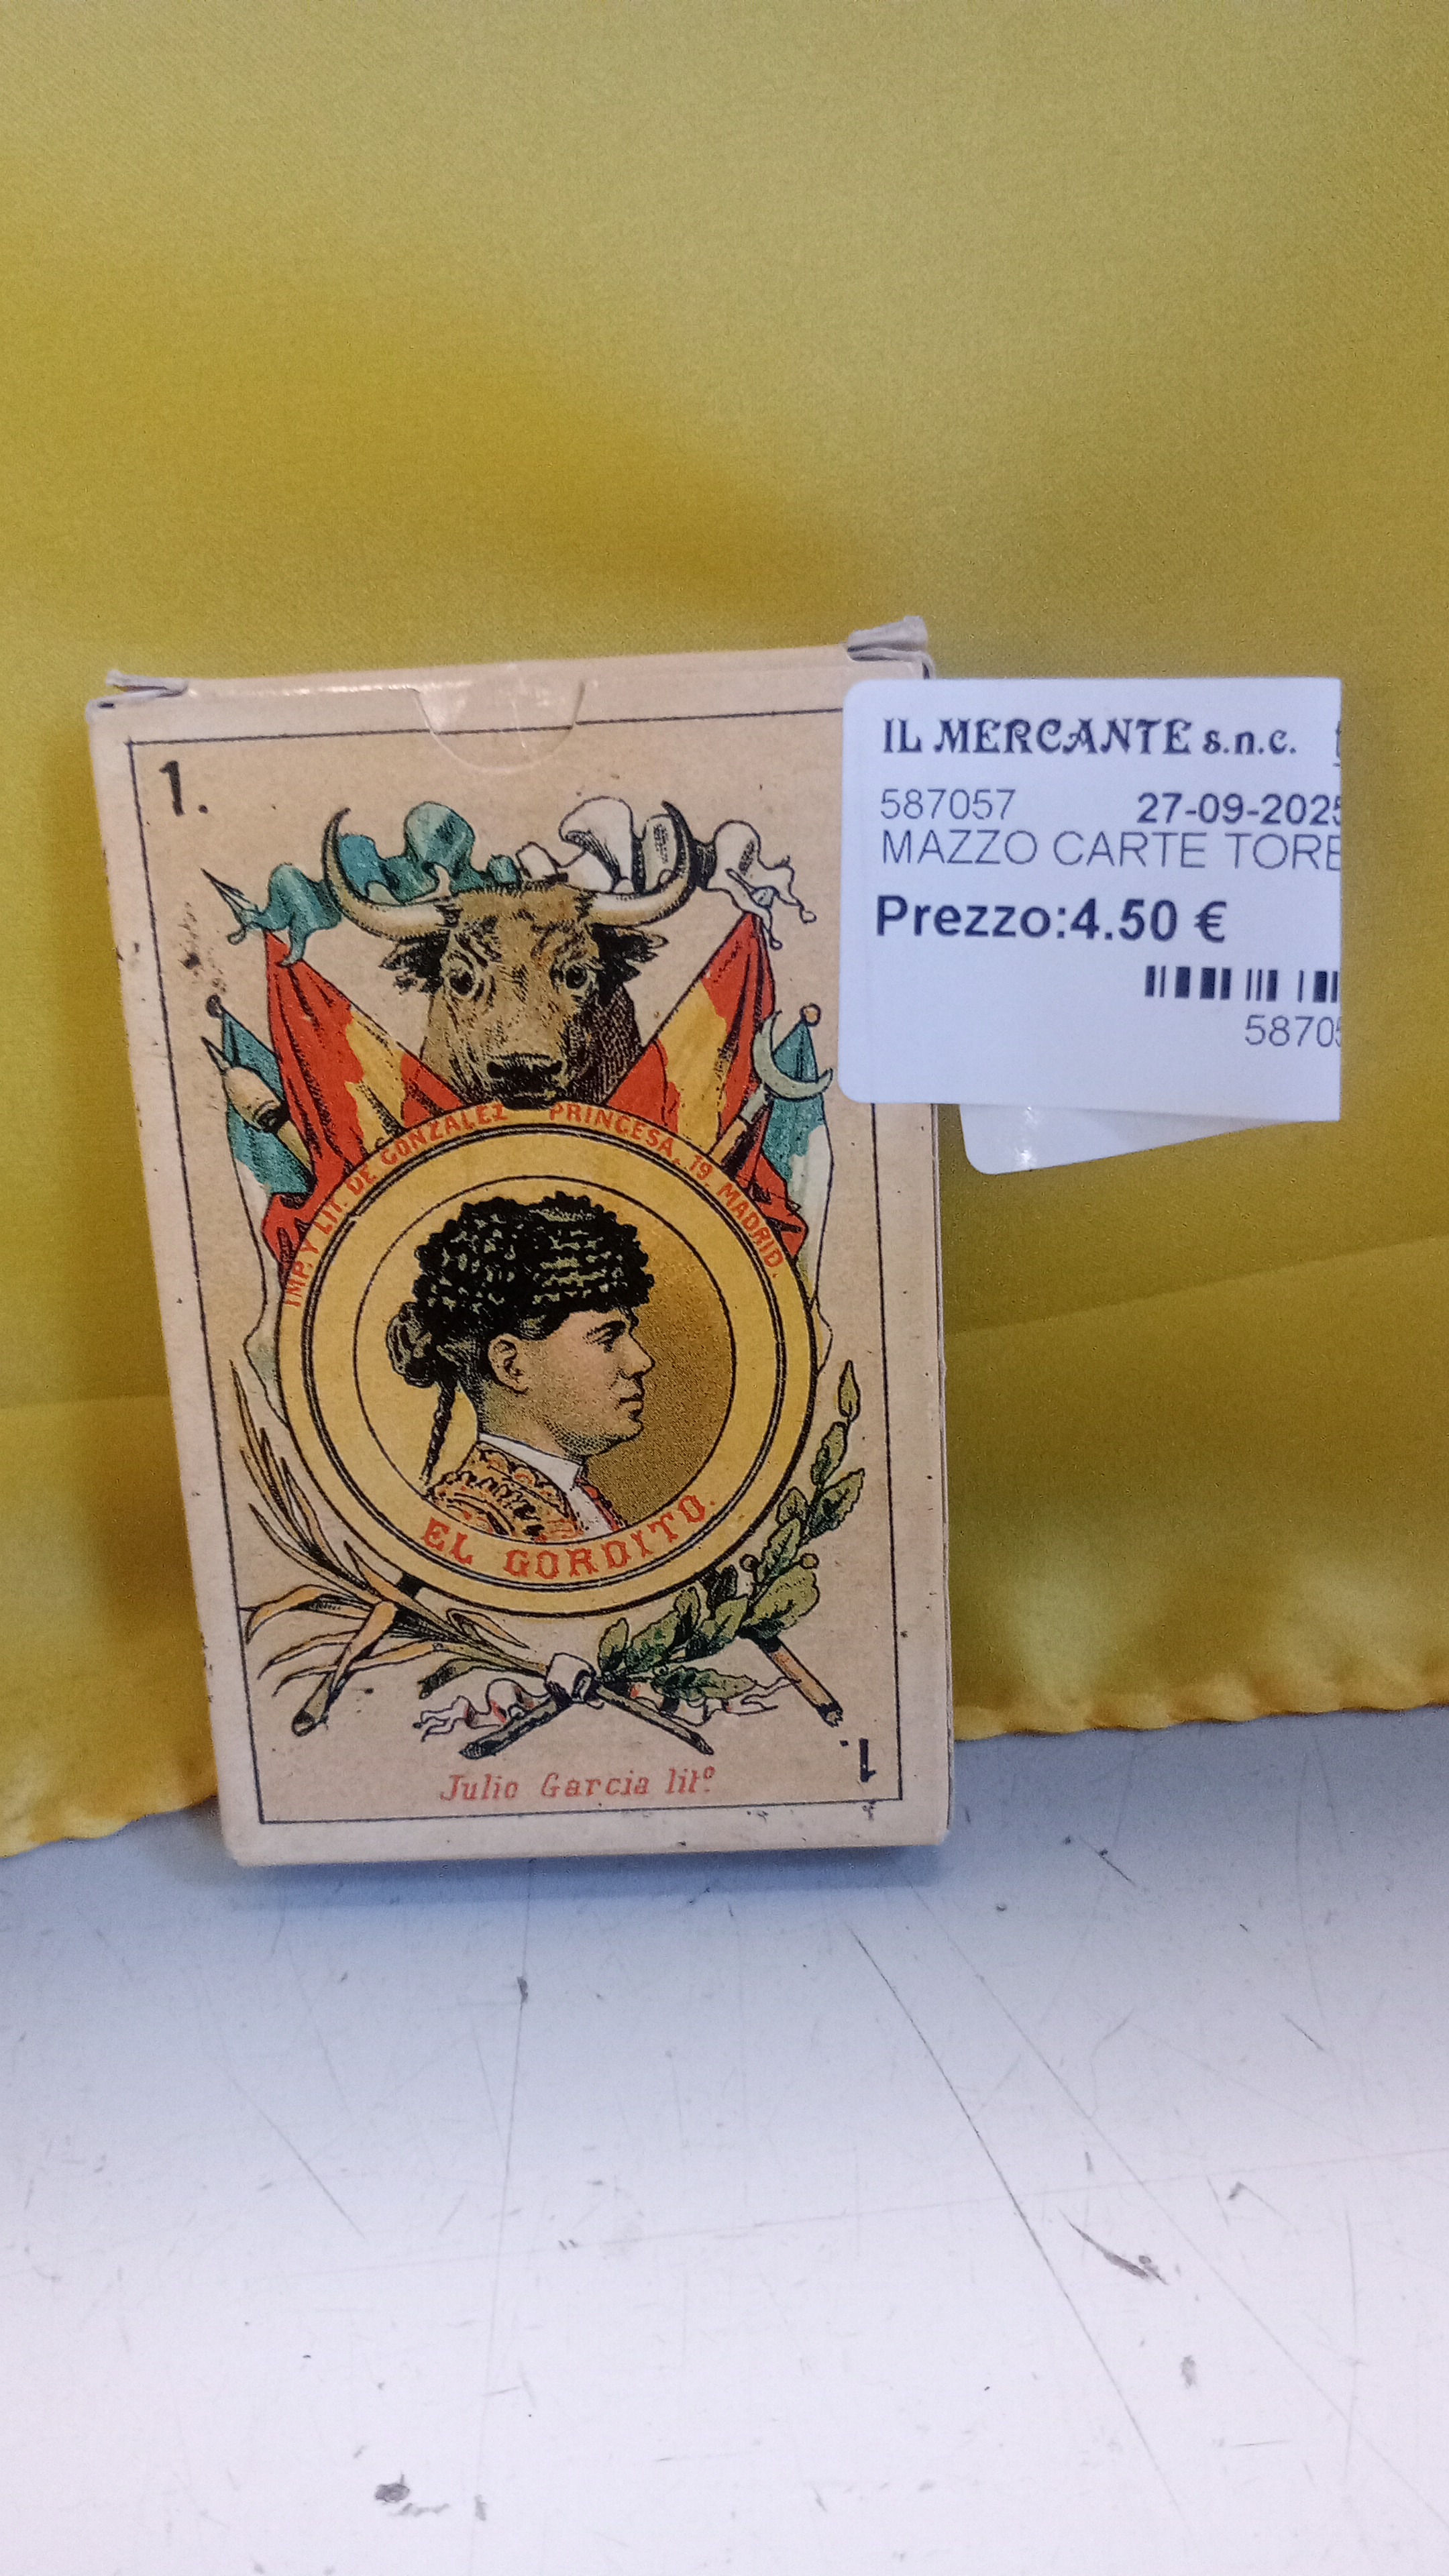 1.
IMP. Y LIT. DE GONZALEZ PRINCESA, 19. MADRID.
EL GORDITO.
Julio Garcia litº.
1.
IL MERCANTE s.n.c.
587057 27-09-2025
MAZZO CARTE TORE
Prezzo:4.50 €
58705